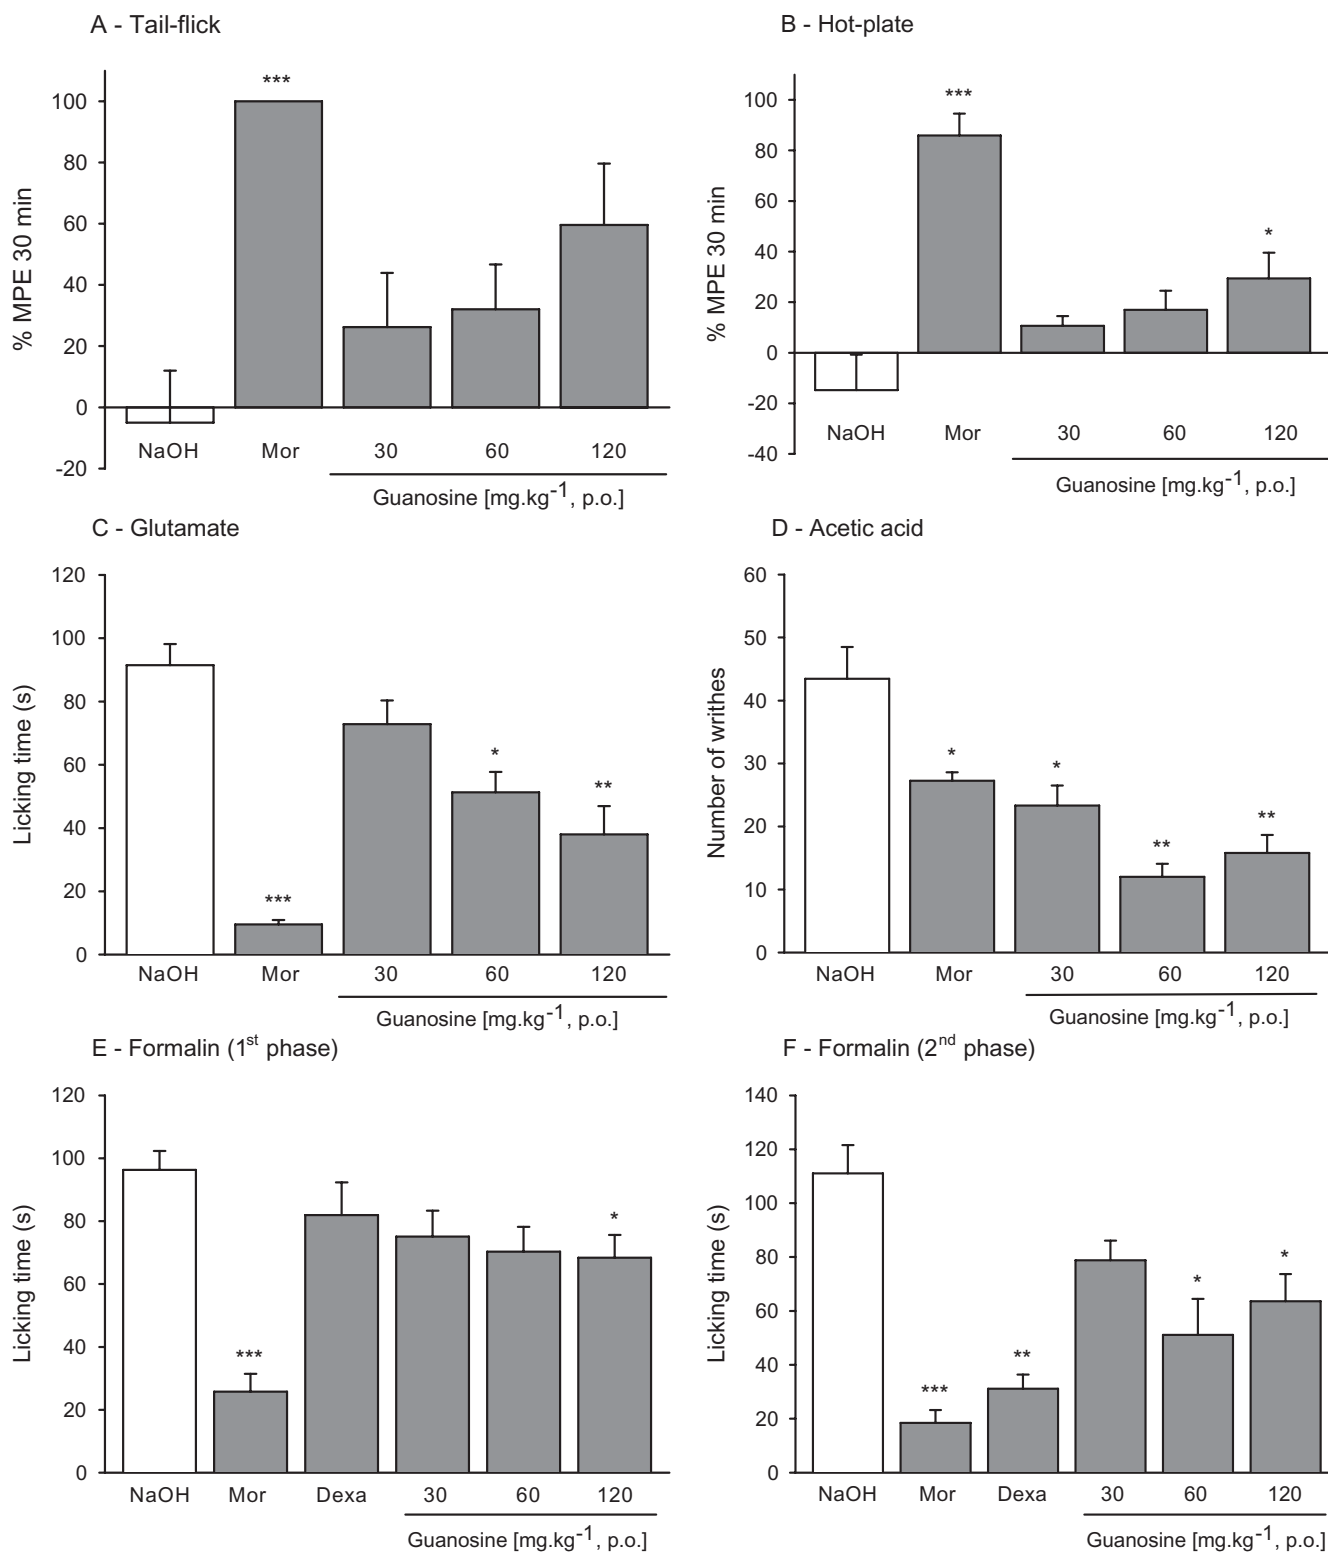 A - Tail-flick
% MPE 30 min
100
80
60
40
20
0
-20
***
NaOH Mor 30 60 120
Guanosine [mg.kg-1, p.o.]
B - Hot-plate
% MPE 30 min
100
80
60
40
20
0
-20
-40
***
*
NaOH Mor 30 60 120
Guanosine [mg.kg-1, p.o.]
C - Glutamate
Licking time (s)
120
100
80
60
40
20
0
***
*
**
NaOH Mor 30 60 120
Guanosine [mg.kg-1, p.o.]
D - Acetic acid
Number of writhes
60
50
40
30
20
10
0
*
*
**
**
NaOH Mor 30 60 120
Guanosine [mg.kg-1, p.o.]
E - Formalin (1st phase)
Licking time (s)
120
100
80
60
40
20
0
***
*
NaOH Mor Dexa 30 60 120
Guanosine [mg.kg-1, p.o.]
F - Formalin (2nd phase)
Licking time (s)
140
120
100
80
60
40
20
0
***
**
*
*
NaOH Mor Dexa 30 60 120
Guanosine [mg.kg-1, p.o.]